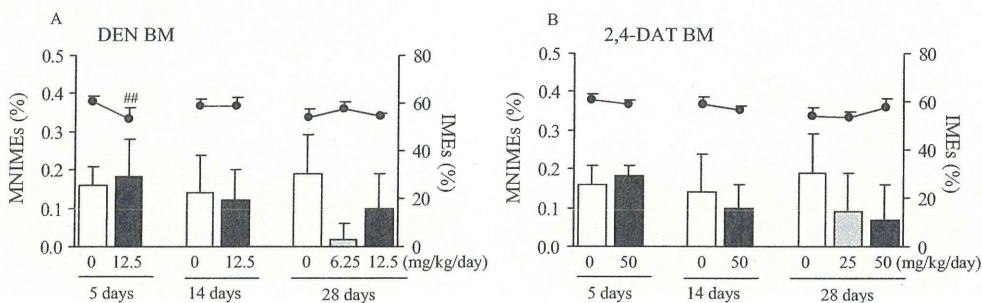 A
DEN BM
MNIMEs (%)
0.5
0.4
0.3
0.2
0.1
0.0
80
60
40
20
0
IMEs (%)
##
0 12.5 0 12.5 0 6.25 12.5 (mg/kg/day)
5 days 14 days 28 days
B
2,4-DAT BM
MNIMEs (%)
0.5
0.4
0.3
0.2
0.1
0.0
80
60
40
20
0
IMEs (%)
0 50 0 50 0 25 50 (mg/kg/day)
5 days 14 days 28 days